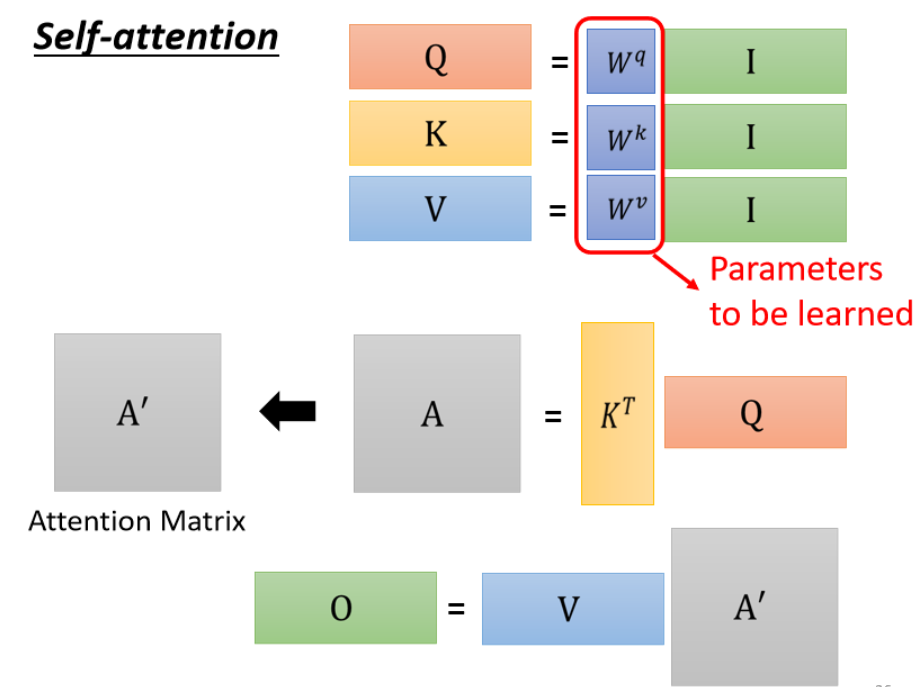 Self-attention
Q = W^q I
K = W^k I
V = W^v I
Parameters
to be learned
A′ A = K^T Q
Attention Matrix
O = V A′